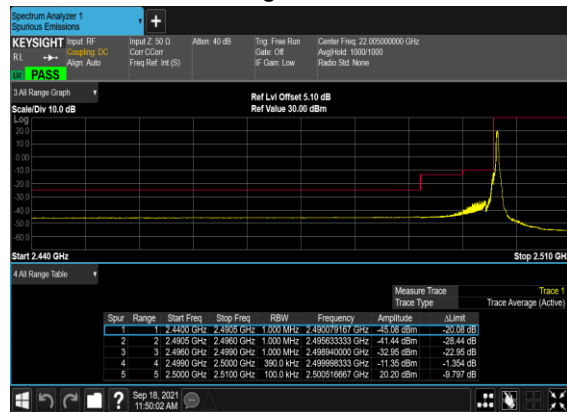 Spectrum Analyzer 1
Spurious Emissions
+
KEYSIGHT Input: RF Input Z: 50 Ω Atten: 40 dB Trig: Free Run Center Freq: 22.005000000 GHz
RL Coupling: DC Corr CCorr Gate: Off Avg|Hold: 1000/1000
Align: Auto Freq Ref: Int (S) IF Gain: Low Radio Std: None
PASS
3 All Range Graph
Ref Lvl Offset 5.10 dB
Scale/Div 10.0 dB Ref Value 30.00 dBm
Log
20.0
10.0
0.00
-10.0
-20.0
-30.0
-40.0
-50.0
-60.0
Start 2.440 GHz Stop 2.510 GH
4 All Range Table
Measure Trace Trace 1
Trace Type Trace Average (Active)
Spur Range Start Freq Stop Freq RBW Frequency Amplitude ΔLimit
1 1 2.4400 GHz 2.4905 GHz 1.000 MHz 2.490079167 GHz -45.08 dBm -20.08 dB
2 2 2.4905 GHz 2.4960 GHz 1.000 MHz 2.495633333 GHz -41.44 dBm -28.44 dB
3 3 2.4960 GHz 2.4990 GHz 1.000 MHz 2.498940000 GHz -32.95 dBm -22.95 dB
4 4 2.4990 GHz 2.5000 GHz 390.0 kHz 2.499998333 GHz -11.35 dBm -1.354 dB
5 5 2.5000 GHz 2.5100 GHz 100.0 kHz 2.500516667 GHz 20.20 dBm -9.797 dB
? Sep 18, 2021
11:50:02 AM